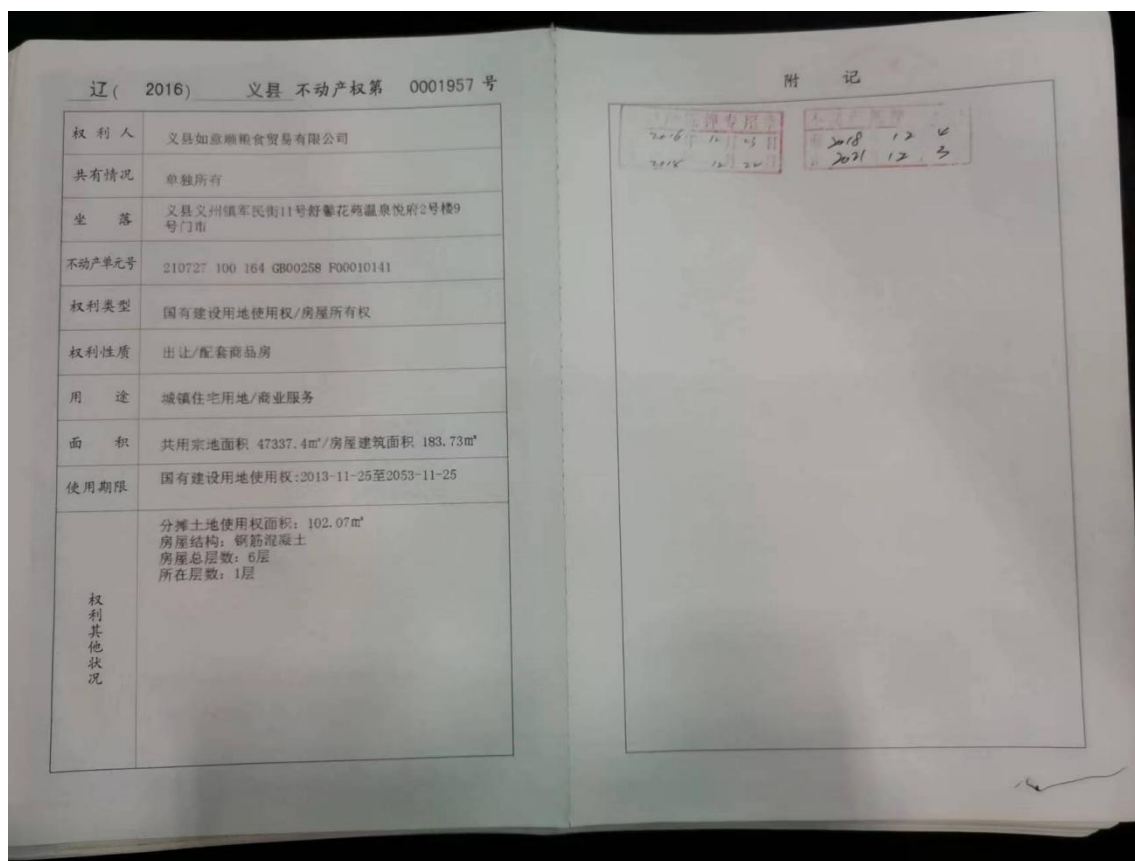 辽( 2016) 义县 不动产权第 0001957 号
权利人 义县如意顺粮食贸易有限公司
共有情况 单独所有
坐落 义县义州镇军民街11号舒馨花苑温泉悦府2号楼9
号门市
不动产单元号 210727 100 164 GB00258 F00010141
权利类型 国有建设用地使用权/房屋所有权
权利性质 出让/配套商品房
用途 城镇住宅用地/商业服务
面积 共用宗地面积 47337.4㎡/房屋建筑面积 183.73㎡
使用期限 国有建设用地使用权:2013-11-25至2053-11-25
权利其他状况
分摊土地使用权面积：102.07㎡
房屋结构：钢筋混凝土
房屋总层数：6层
所在层数：1层
附记
2016 12 23
2018 12 22
2018 12 4
2021 12 3